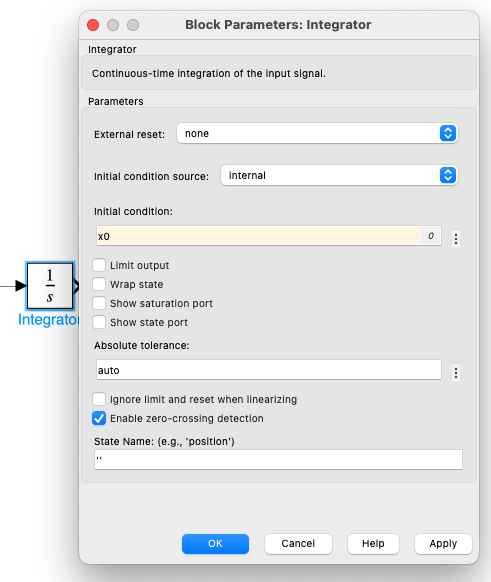 Block Parameters: Integrator
Integrator
Continuous-time integration of the input signal.
Parameters
External reset: none
Initial condition source: internal
Initial condition:
x0 0
Limit output
Wrap state
Show saturation port
Show state port
Absolute tolerance:
auto
Ignore limit and reset when linearizing
Enable zero-crossing detection
State Name: (e.g., 'position')
''
OK Cancel Help Apply
1
s
Integrator